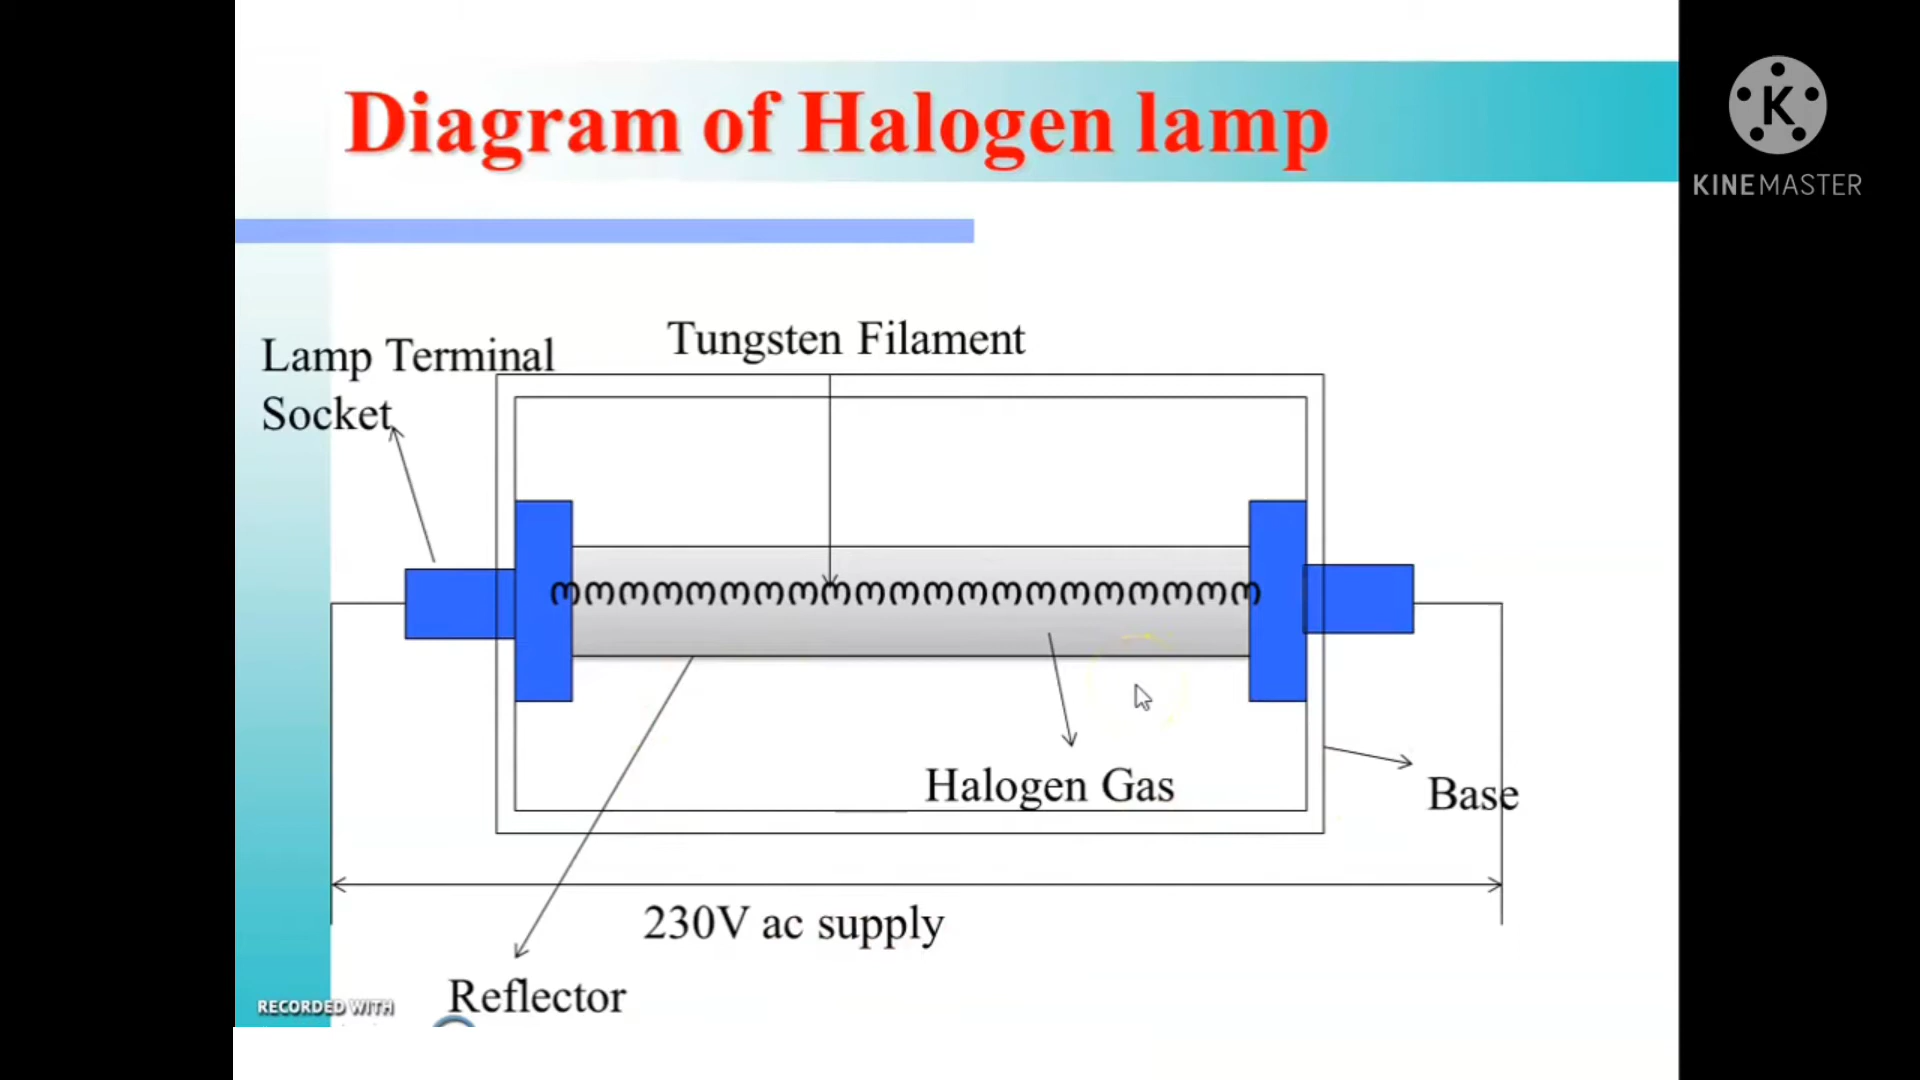 Diagram of Halogen lamp
KINEMASTER
Tungsten Filament
Lamp Terminal
Socket
Halogen Gas
Base
230V ac supply
Reflector
RECORDED WITH